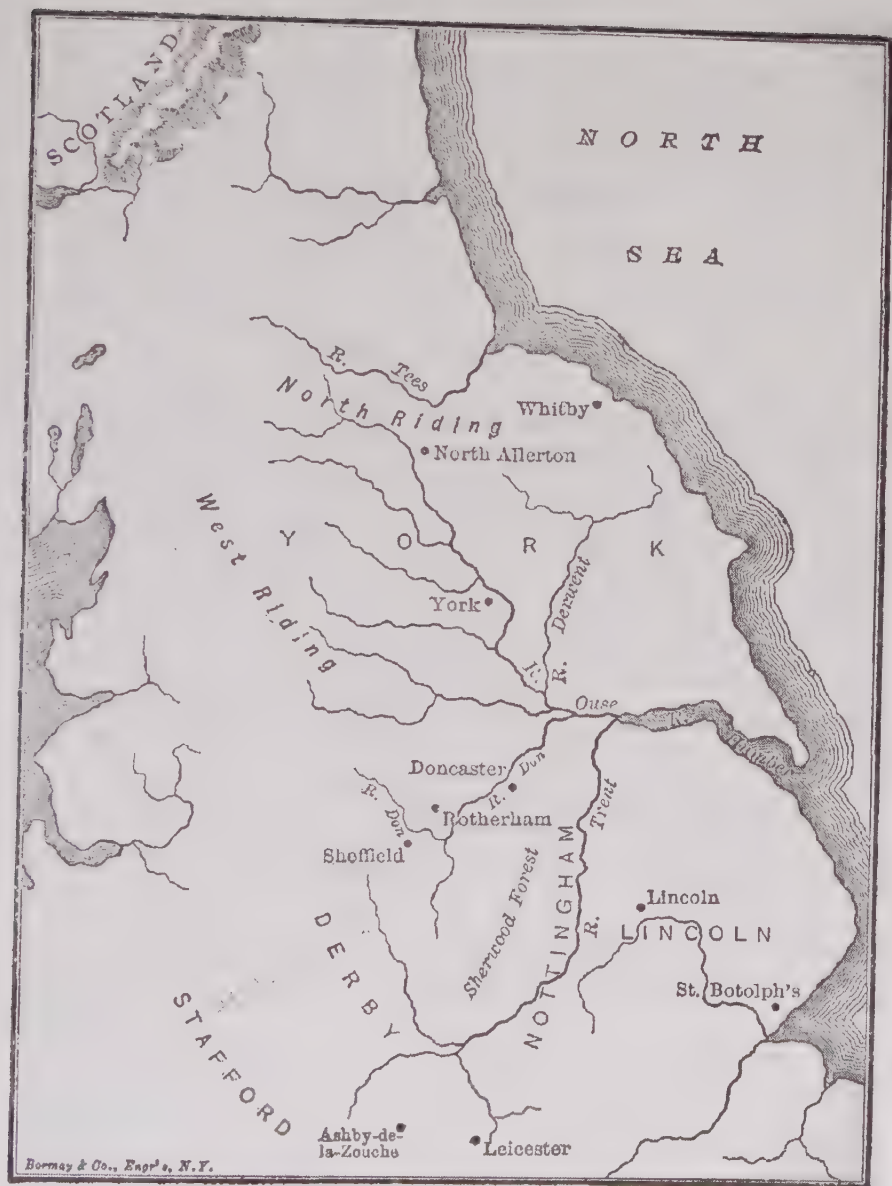 SCOTLAND
NORTH
SEA
R. Tees
North Riding
Whitby
North Allerton
West Riding
YORK
York
R. Derwent
R. Ouse
R. Humber
Doncaster
R. Don
R. Don
Rotherham
Sheffield
R. Trent
Sherwood Forest
NOTTINGHAM
Lincoln
LINCOLN
DERBY
St. Botolph's
STAFFORD
Ashby-de-
la-Zouche
Leicester
Bormay & Co., Engr's, N.Y.